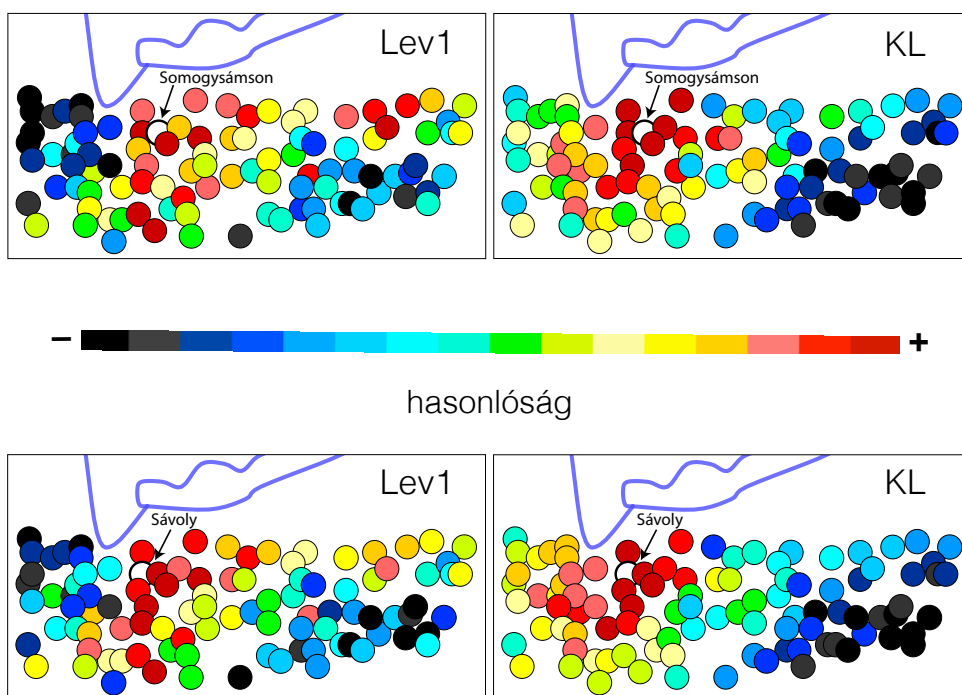 Lev1
Somogysámson
KL
Somogysámson
– +
hasonlóság
Lev1
Sávoly
KL
Sávoly